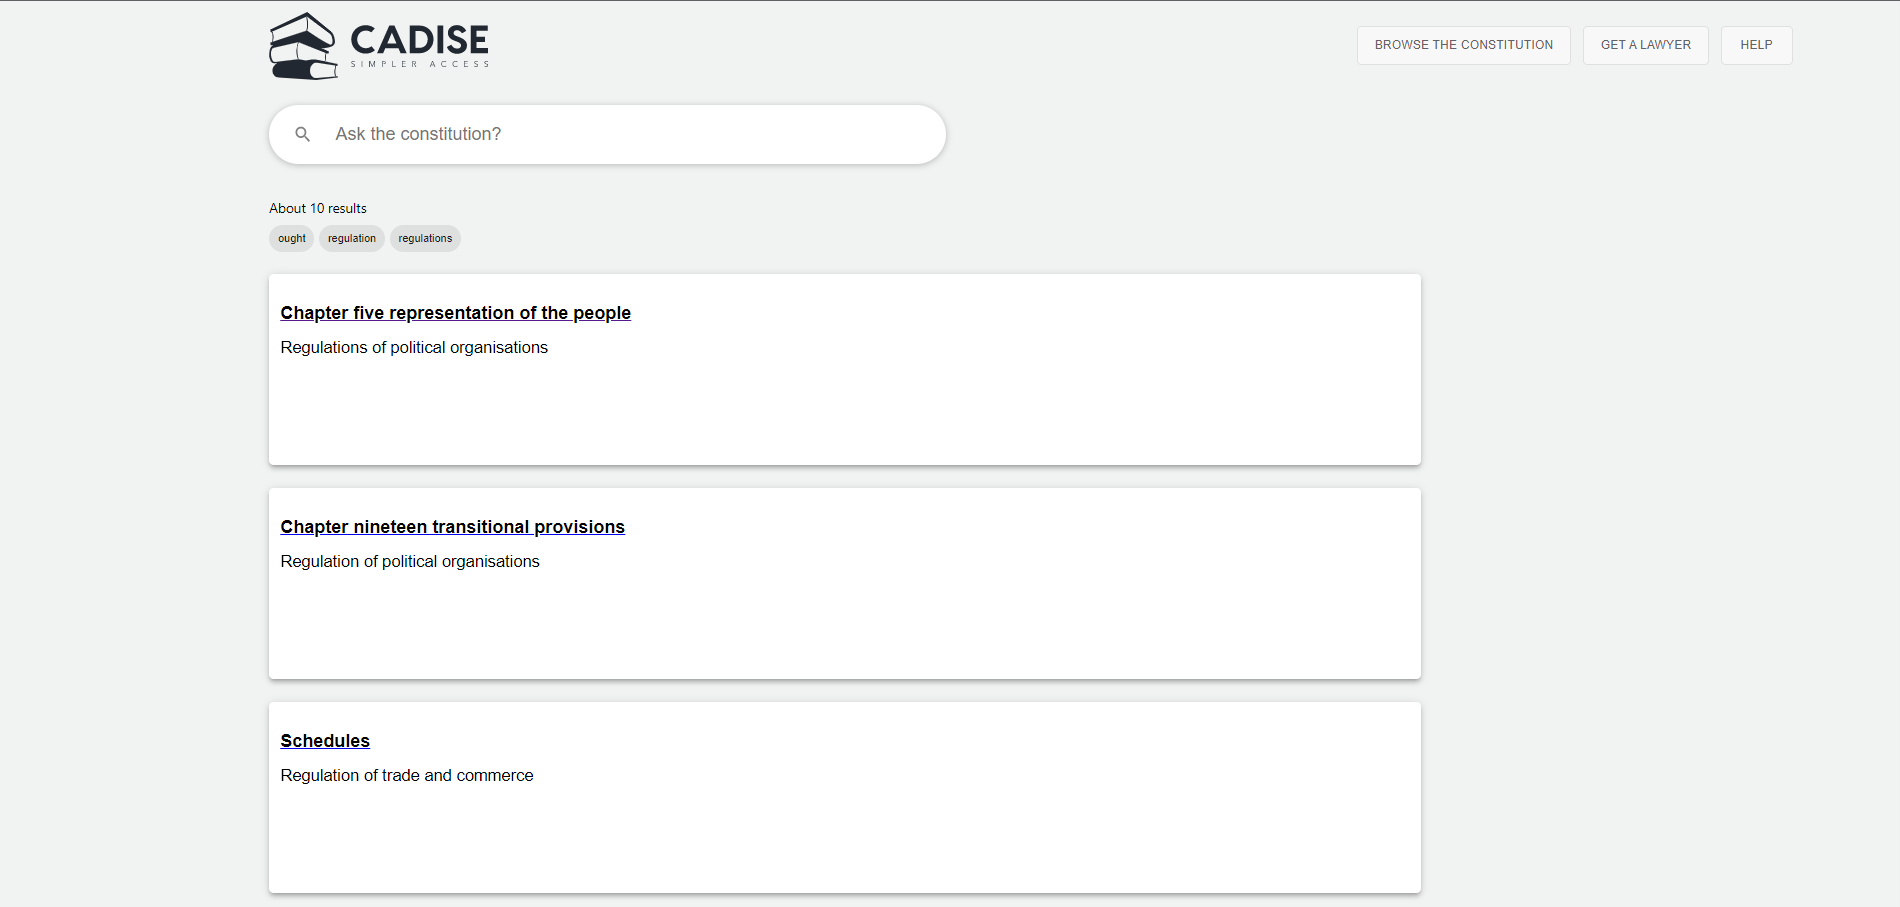 CADISE
SIMPLER ACCESS
BROWSE THE CONSTITUTION
GET A LAWYER
HELP
Ask the constitution?
About 10 results
ought regulation regulations
Chapter five representation of the people
Regulations of political organisations
Chapter nineteen transitional provisions
Regulation of political organisations
Schedules
Regulation of trade and commerce